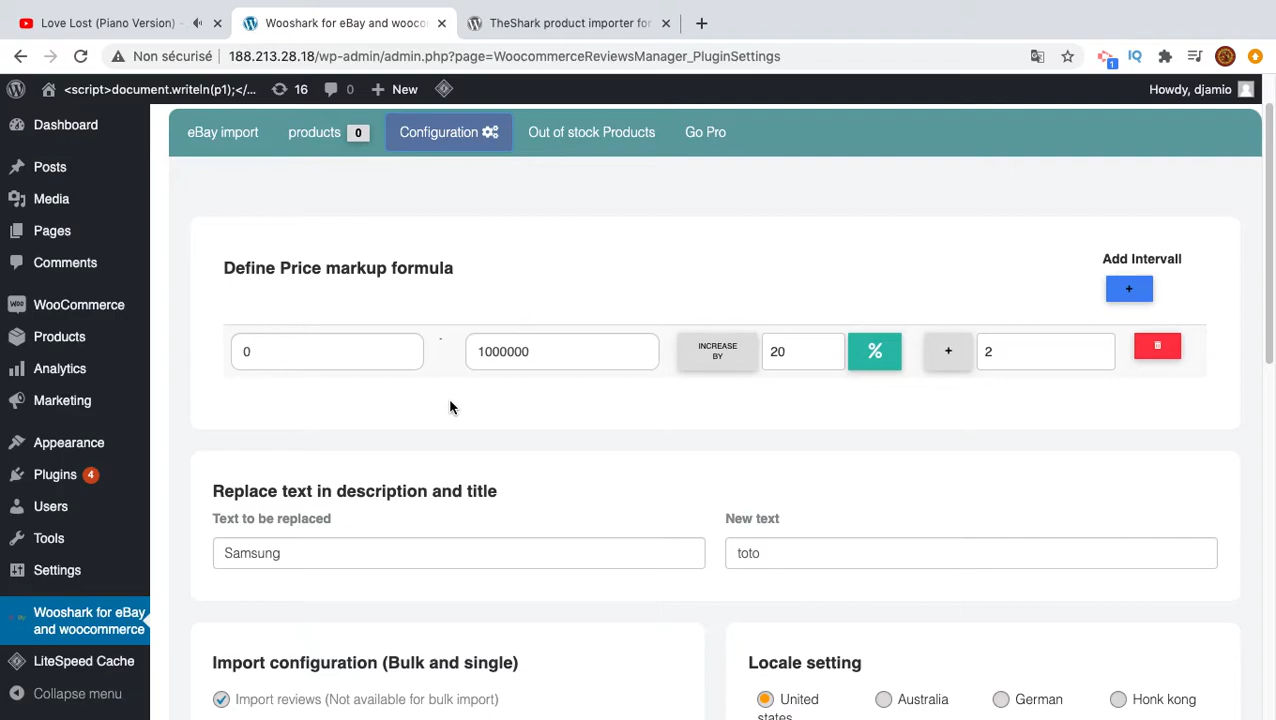 Love Lost (Piano Version)
Wooshark for eBay and wooco
TheShark product importer for
Non sécurisé
188.213.28.18/wp-admin/admin.php?page=WoocommerceReviewsManager_PluginSettings
1
IQ
<script>document.writeln(p1);</...
16
0
New
Howdy, djamio
Dashboard
Posts
Media
Pages
Comments
WooCommerce
Products
Analytics
Marketing
Appearance
Plugins 4
Users
Tools
Settings
Wooshark for eBay
and woocommerce
LiteSpeed Cache
Collapse menu
eBay import
products 0
Configuration
Out of stock Products
Go Pro
Define Price markup formula
Add Intervall
+
0
-
1000000
INCREASE
BY
20
%
+
2
Replace text in description and title
Text to be replaced
New text
Samsung
toto
Import configuration (Bulk and single)
Import reviews (Not available for bulk import)
Locale setting
United
states
Australia
German
Honk kong